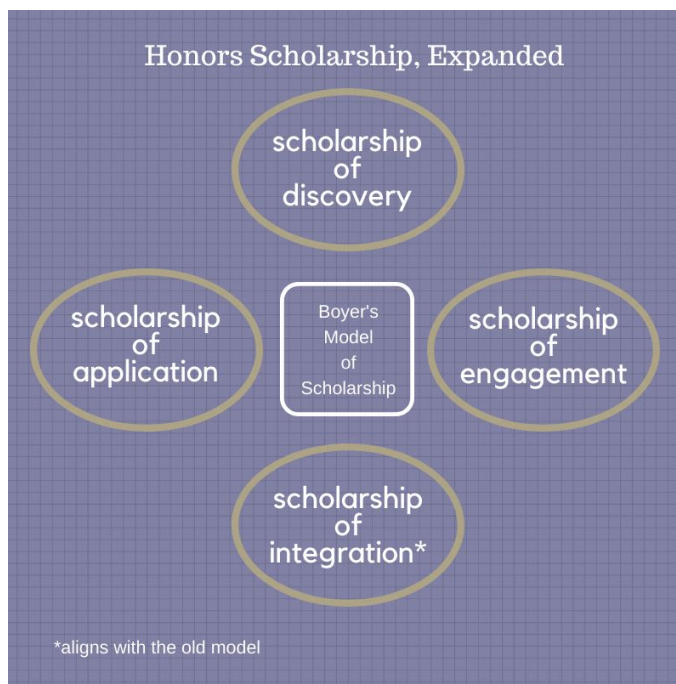 Honors Scholarship, Expanded
scholarship
of
discovery
scholarship
of
application
Boyer's
Model
of
Scholarship
scholarship
of
engagement
scholarship
of
integration*
*aligns with the old model